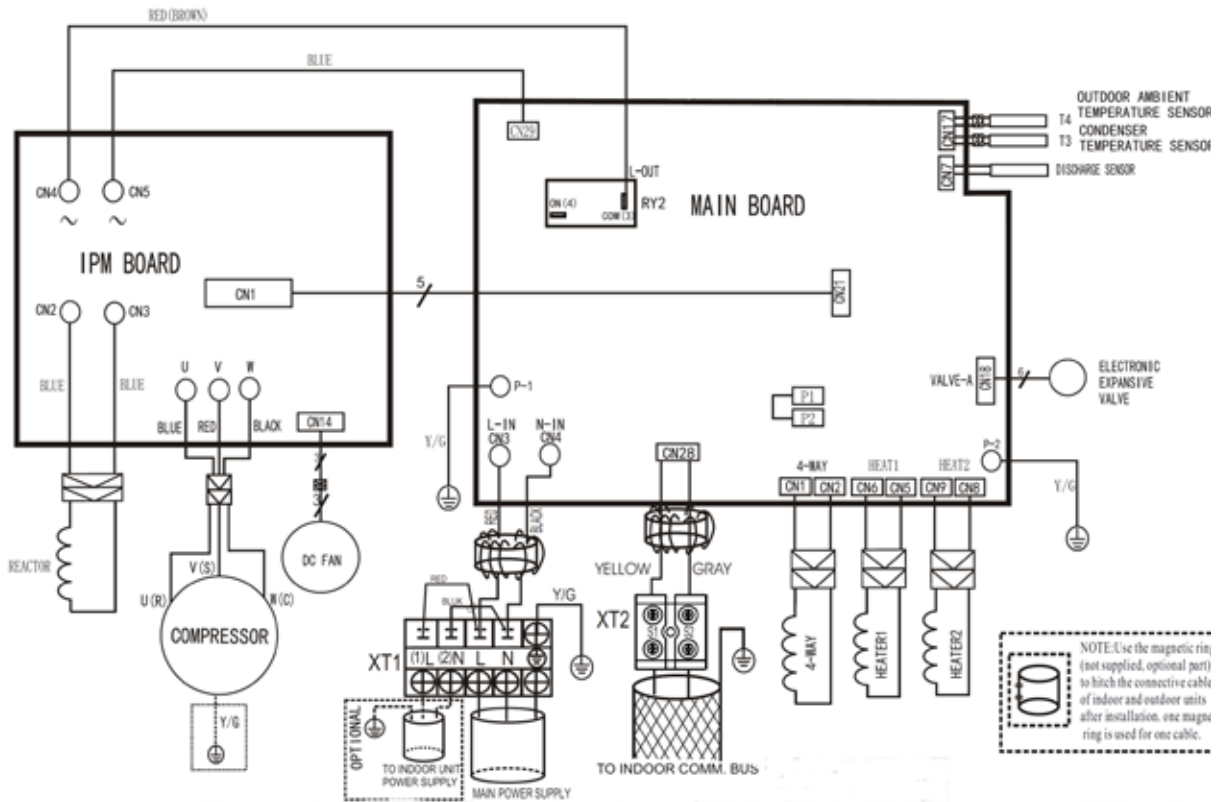 RED(BROWN)
BLUE
CN29
L-OUT
ON(4)
COM(3)
RY2
MAIN BOARD
CN17
T4
OUTDOOR AMBIENT
TEMPERATURE SENSOR
T3
CONDENSER
TEMPERATURE SENSOR
CN7
DISCHARGE SENSOR
CN4
CN5
IPM BOARD
CN1
5
CN21
CN2
CN3
BLUE
BLUE
U
V
W
BLUE
RED
BLACK
CN14
3
3
DC FAN
REACTOR
V(S)
U(R)
W(C)
COMPRESSOR
Y/G
P-1
Y/G
L-IN
CN3
N-IN
CN4
RED
BLACK
CN28
P1
P2
VALVE-A
CN18
6
ELECTRONIC
EXPANSIVE
VALVE
P-2
Y/G
4-WAY
CN1
CN2
HEAT1
CN6
CN5
HEAT2
CN9
CN8
4-WAY
HEATER1
HEATER2
YELLOW
GRAY
XT2
TO INDOOR COMM. BUS
RED
Y/G
XT1
(1)L
(2)N
L
N
OPTIONAL
TO INDOOR UNIT
POWER SUPPLY
MAIN POWER SUPPLY
NOTE:Use the magnetic ring
(not supplied, optional part)
to hitch the connective cable
of indoor and outdoor units
after installation. one magne
ring is used for one cable.